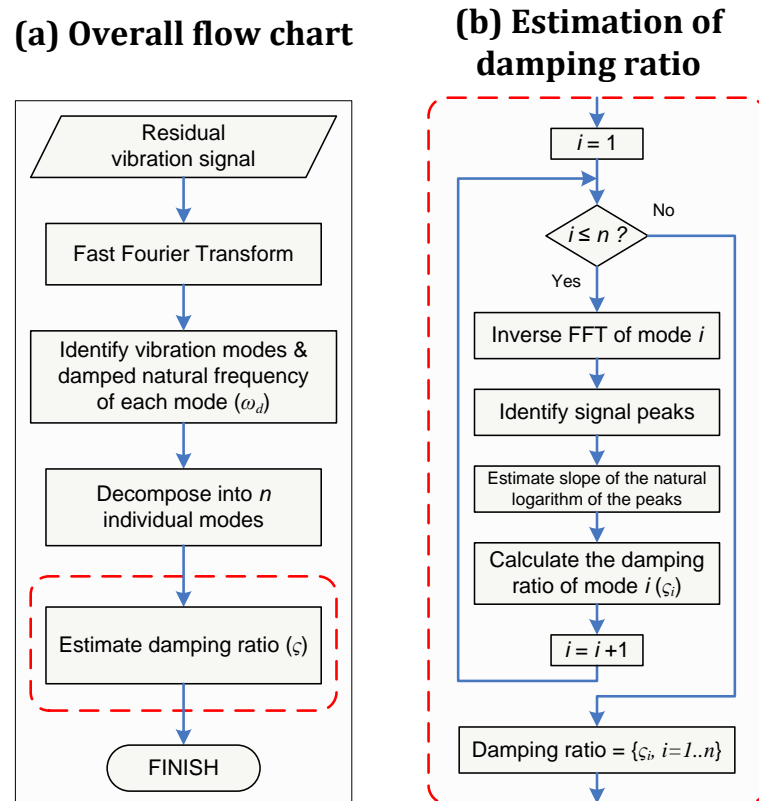 (a) Overall flow chart
Residual
vibration signal
Fast Fourier Transform
Identify vibration modes &
damped natural frequency
of each mode (ω_d)
Decompose into n
individual modes
Estimate damping ratio (ς)
FINISH
(b) Estimation of
damping ratio
i = 1
i ≤ n ?
No
Yes
Inverse FFT of mode i
Identify signal peaks
Estimate slope of the natural
logarithm of the peaks
Calculate the damping
ratio of mode i (ς_i)
i = i +1
Damping ratio = {ς_i, i=1..n}